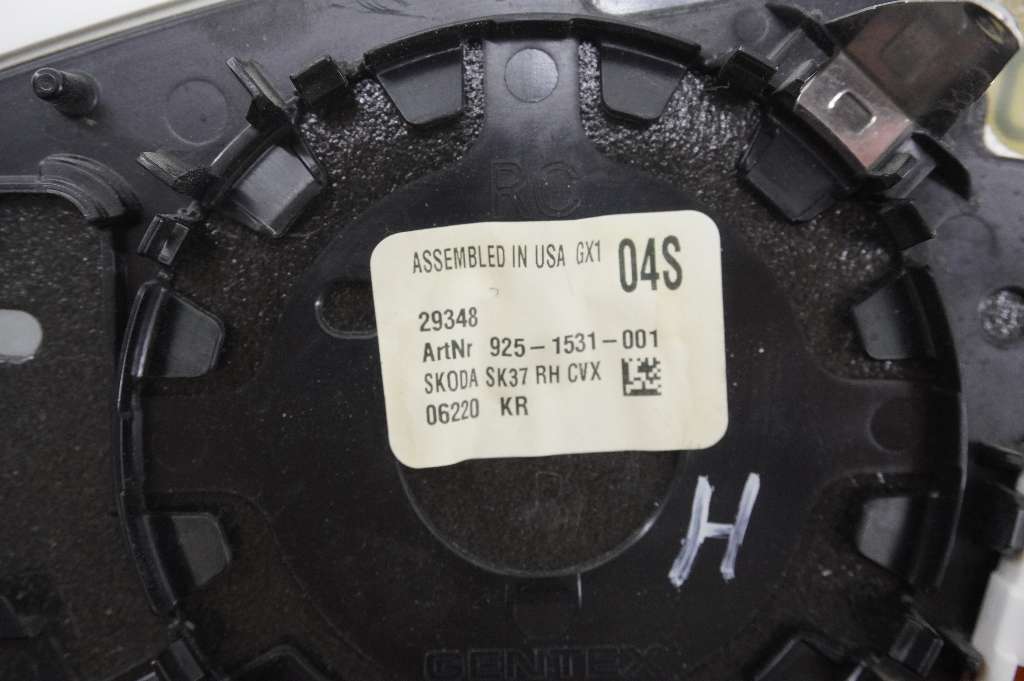 RC
ASSEMBLED IN USA GX1 04S
29348
ArtNr 925-1531-001
SKODA SK37 RH CVX
06220 KR
H
GENTEX